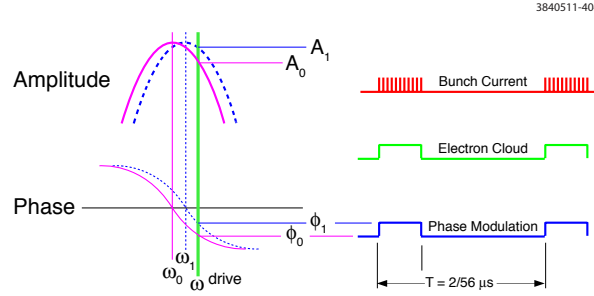 3840511-40
Amplitude
A1
A0
Bunch Current
Electron Cloud
Phase
ϕ1
ϕ0
Phase Modulation
ω1
ω0
ω drive
T = 2/56 µs